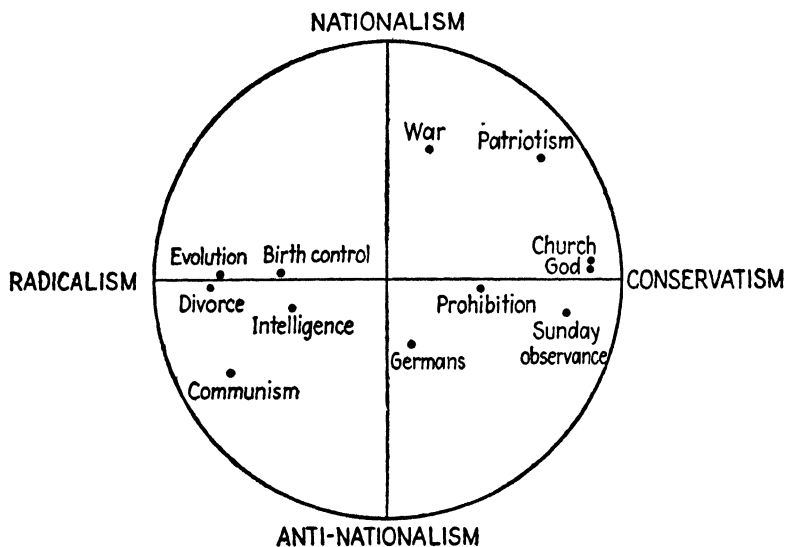 NATIONALISM
War
Patriotism
Church
God
Evolution
Birth control
RADICALISM
CONSERVATISM
Divorce
Intelligence
Prohibition
Sunday
observance
Germans
Communism
ANTI-NATIONALISM